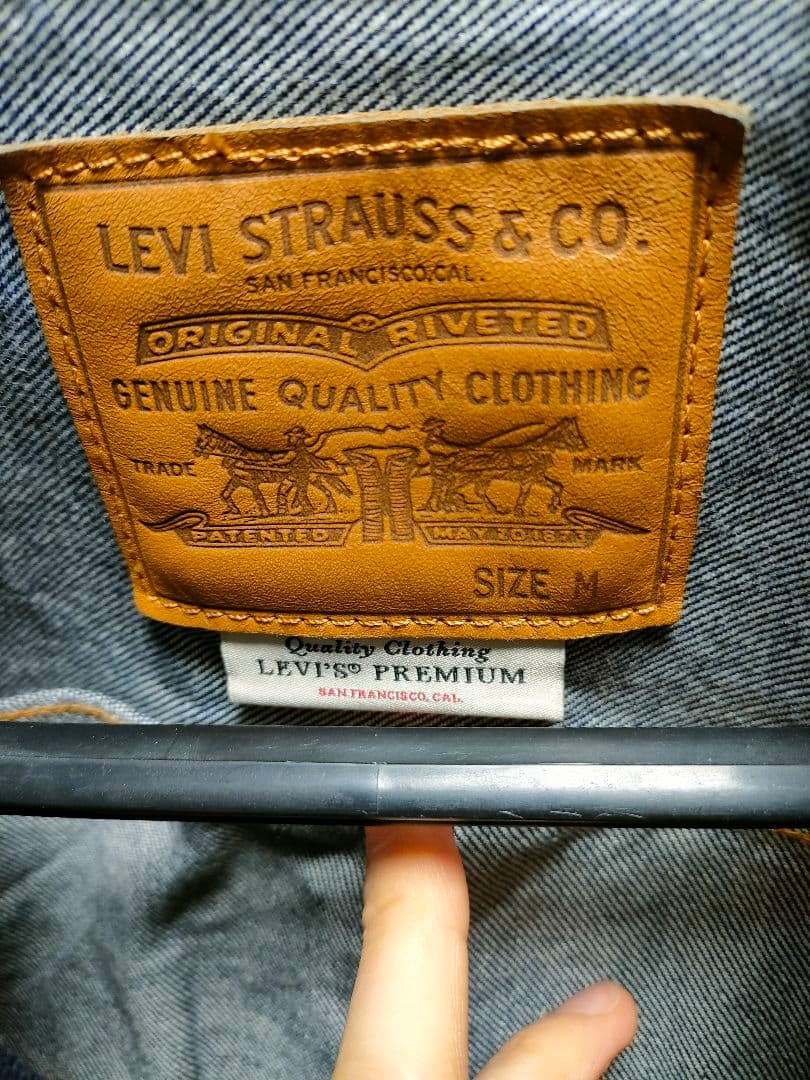 LEVI STRAUSS & CO.
SAN FRANCISCO, CAL.
ORIGINAL RIVETED
GENUINE QUALITY CLOTHING
TRADE MARK
PATENTED MAY 20 1873
SIZE M
Quality Clothing
LEVI'S® PREMIUM
SAN FRANCISCO, CAL.